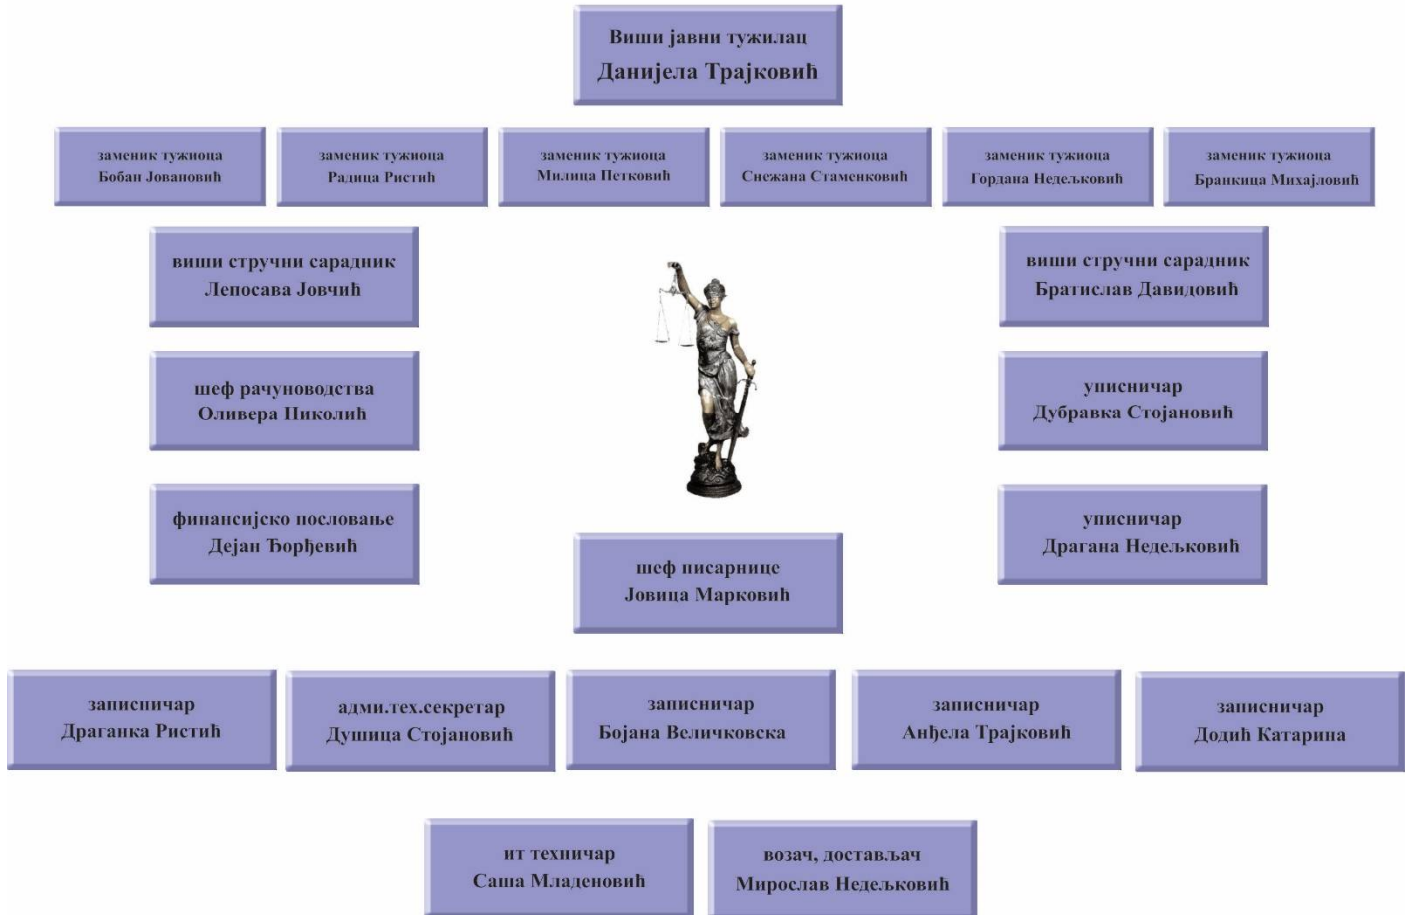 Виши јавни тужилац
Данијела Трајковић
заменик тужиоца
Бобан Јовановић
заменик тужиоца
Радица Ристић
заменик тужиоца
Милица Петковић
заменик тужиоца
Снежана Стаменковић
заменик тужиоца
Гордана Недељковић
заменик тужиоца
Бранкица Михајловић
виши стручни сарадник
Лепосава Јовчић
виши стручни сарадник
Братислав Давидовић
шеф рачуноводства
Оливера Пиколић
уписничар
Дубравка Стојановић
финансијско пословање
Дејан Ђорђевић
уписничар
Драгана Недељковић
шеф писарнице
Јовица Марковић
записничар
Драганка Ристић
адми.тех.секретар
Душица Стојановић
записничар
Бојана Величковска
записничар
Анђела Трајковић
записничар
Додић Катарина
ит техничар
Саша Младеновић
возач, достављач
Мирослав Недељковић